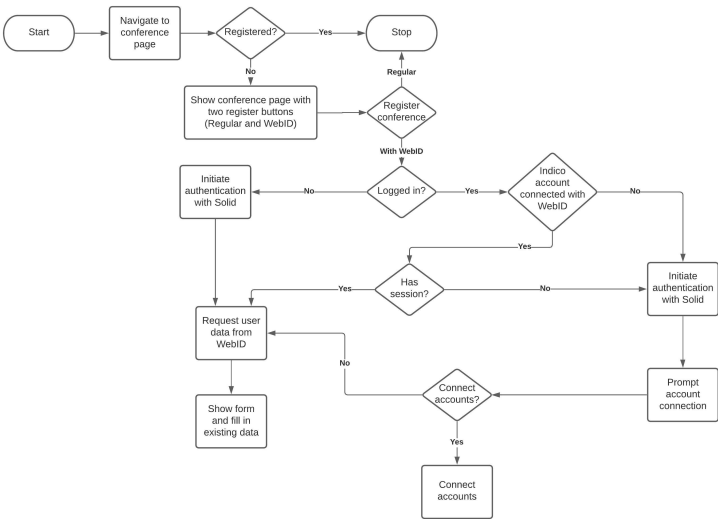 Start
Navigate to
conference
page
Registered?
Yes
Stop
No
Regular
Show conference page with
two register buttons
(Regular and WebID)
Register
conference
With WebID
Initiate
authentication
with Solid
No
Logged in?
Yes
Indico
account
connected with
WebID
No
Yes
Has
session?
Yes
No
Initiate
authentication
with Solid
Request user
data from
WebID
No
Connect
accounts?
Prompt
account
connection
Show form
and fill in
existing data
Yes
Connect
accounts